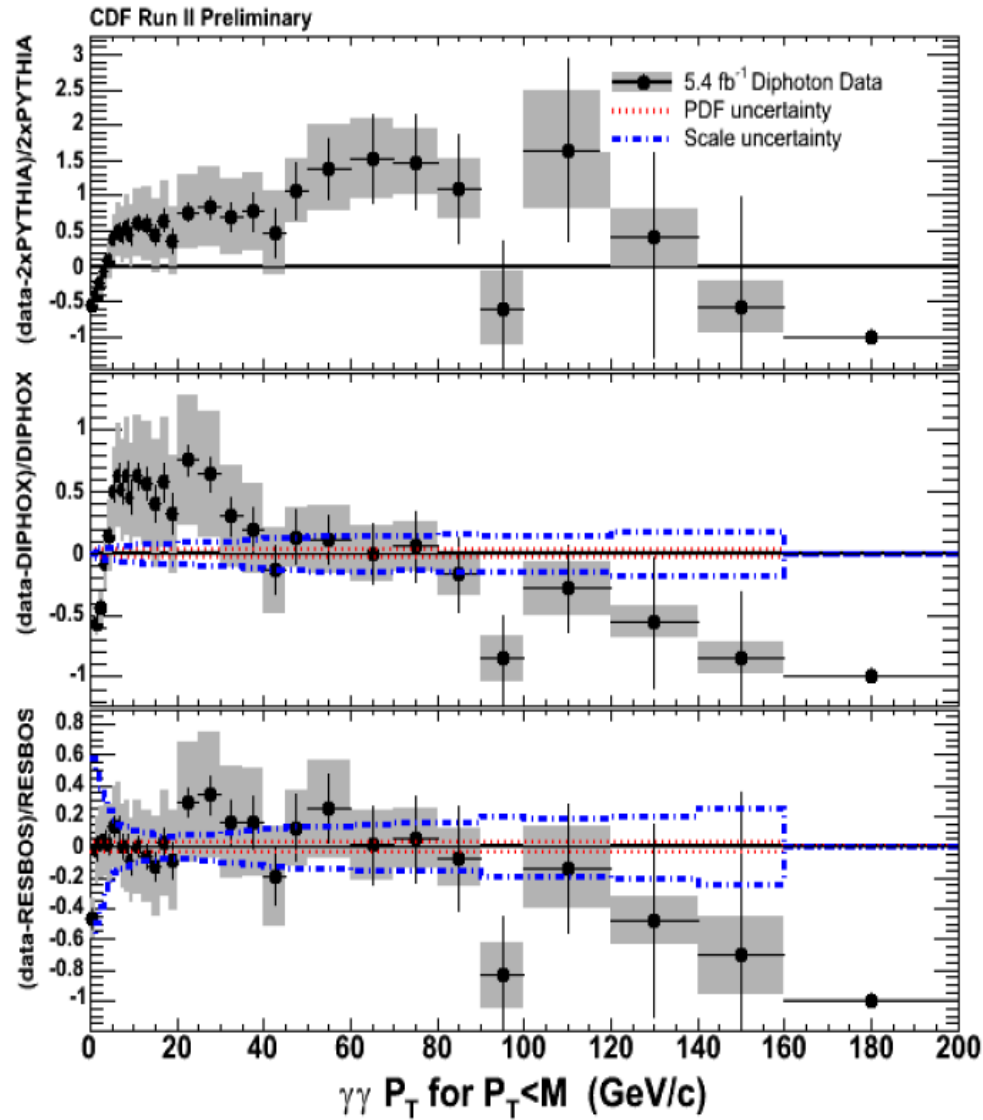 CDF Run II Preliminary
(data-2xPYTHIA)/2xPYTHIA
3
2.5
2
1.5
1
0.5
0
-0.5
-1
5.4 fb⁻¹ Diphoton Data
PDF uncertainty
Scale uncertainty
(data-DIPHOX)/DIPHOX
1
0.5
0
-0.5
-1
(data-RESBOS)/RESBOS
0.8
0.6
0.4
0.2
0
-0.2
-0.4
-0.6
-0.8
-1
0 20 40 60 80 100 120 140 160 180 200
γγ P_T for P_T<M (GeV/c)